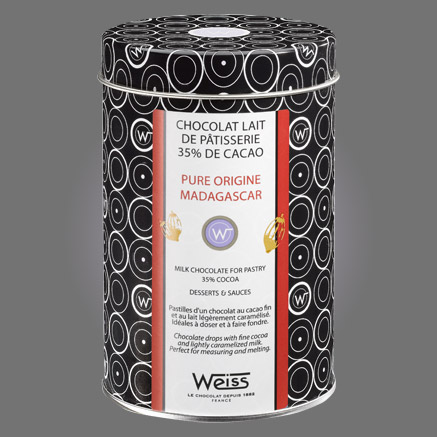 CHOCOLAT LAIT
DE PÂTISSERIE
35% DE CACAO
PURE ORIGINE
MADAGASCAR
W
MILK CHOCOLATE FOR PASTRY
35% COCOA
DESSERTS & SAUCES
Pastilles d'un chocolat au cacao fin
et au lait légèrement caramélisé.
Idéales à doser et à faire fondre.
Chocolate drops with fine cocoa
and lightly caramelized milk.
Perfect for measuring and melting.
Weiss
LE CHOCOLAT DEPUIS 1882
FRANCE